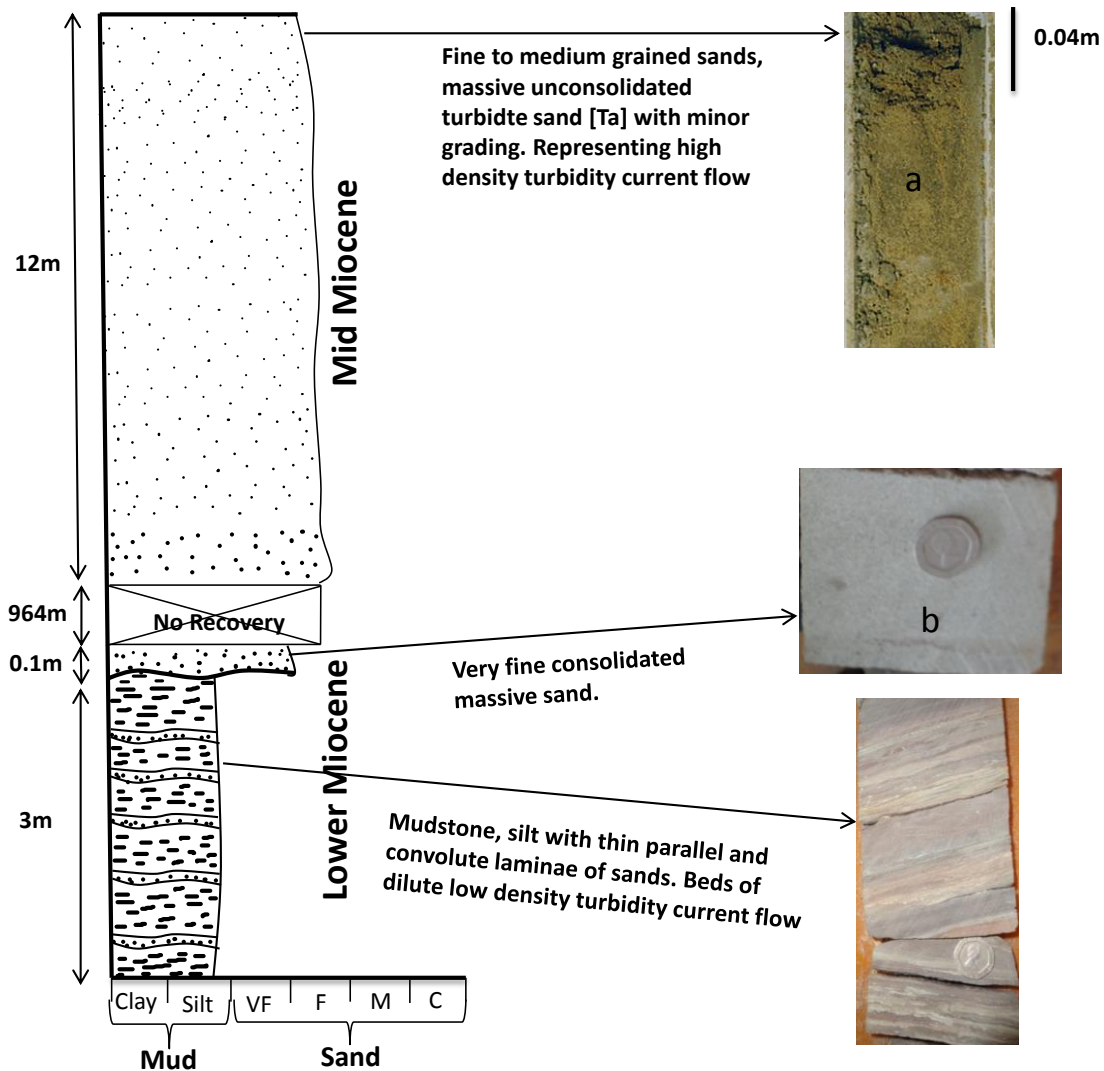 0.04m
Fine to medium grained sands,
massive unconsolidated
turbidte sand [Ta] with minor
grading. Representing high
density turbidity current flow
a
Mid Miocene
12m
964m
No Recovery
0.1m
b
Very fine consolidated
massive sand.
Lower Miocene
3m
Mudstone, silt with thin parallel and
convolute laminae of sands. Beds of
dilute low density turbidity current flow
Clay Silt VF F M C
Mud Sand